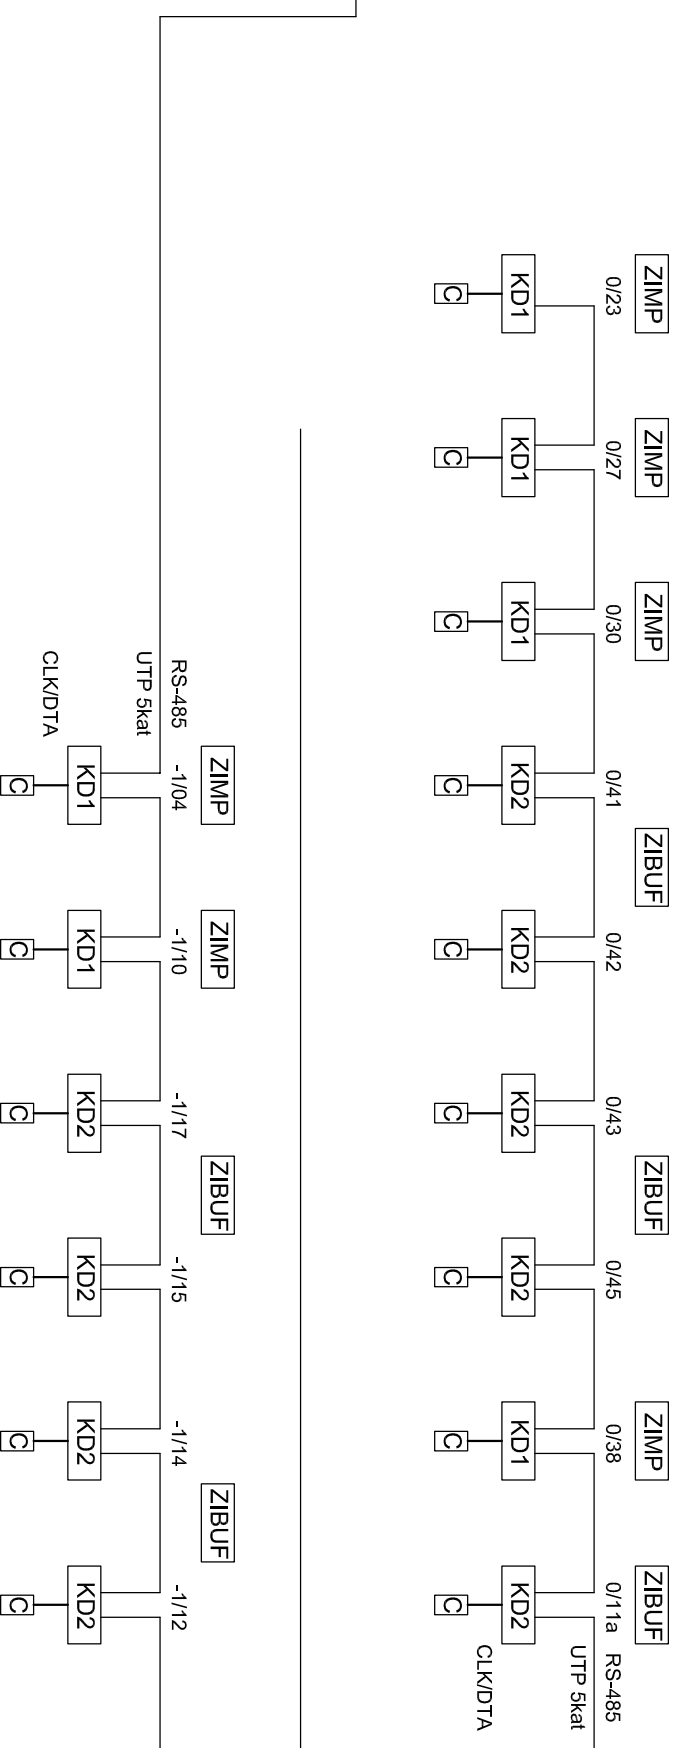 ZIMP
ZIMP
ZIMP
ZIBUF
ZIBUF
ZIMP
ZIBUF
0/23
0/27
0/30
0/41
0/42
0/43
0/45
0/38
0/11a
RS-485
UTP 5kat
KD1
KD1
KD1
KD2
KD2
KD2
KD2
KD1
KD2
CLK/DTA
C
C
C
C
C
C
C
C
C
ZIMP
ZIMP
ZIBUF
ZIBUF
RS-485
-1/04
-1/10
-1/17
-1/15
-1/14
-1/12
UTP 5kat
KD1
KD1
KD2
KD2
KD2
KD2
CLK/DTA
C
C
C
C
C
C